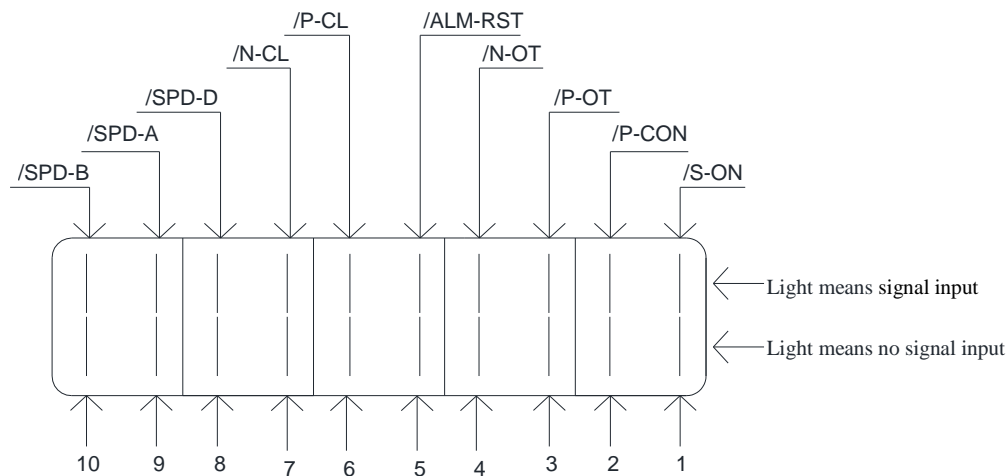 /P-CL
/ALM-RST
/N-CL
/N-OT
/SPD-D
/P-OT
/SPD-A
/P-CON
/SPD-B
/S-ON
Light means signal input
Light means no signal input
10 9 8 7 6 5 4 3 2 1